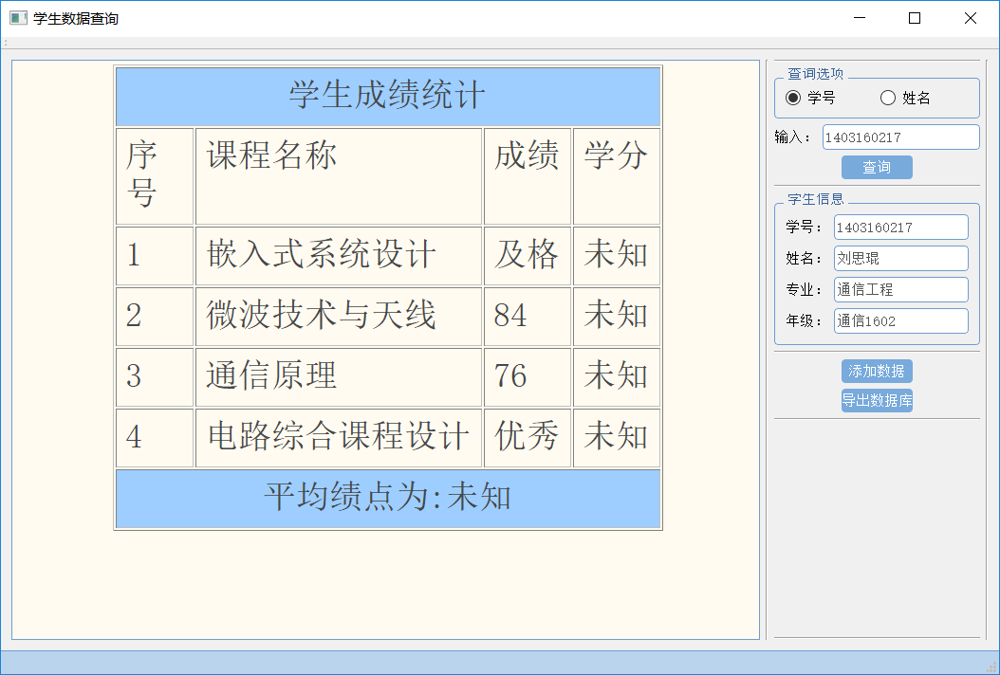 学生数据查询
学生成绩统计
序号 课程名称 成绩 学分
1 嵌入式系统设计 及格 未知
2 微波技术与天线 84 未知
3 通信原理 76 未知
4 电路综合课程设计 优秀 未知
平均绩点为:未知
查询选项
学号 姓名
输入: 1403160217
查询
学生信息
学号: 1403160217
姓名: 刘思琨
专业: 通信工程
年级: 通信1602
添加数据
导出数据库